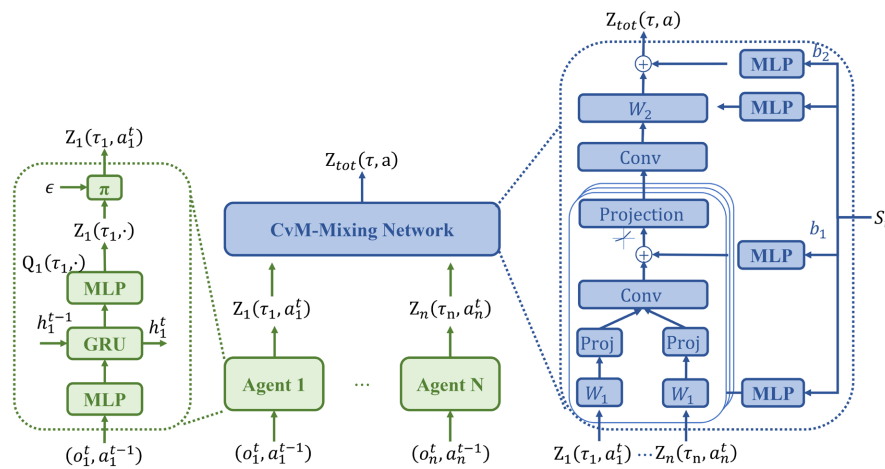 Z₁(τ₁, a₁ᵗ)
ϵ
π
Z₁(τ₁,·)
Q₁(τ₁,·)
MLP
h₁ᵗ⁻¹
GRU
h₁ᵗ
MLP
(o₁ᵗ, a₁ᵗ⁻¹)
Z_tot(τ, a)
CvM-Mixing Network
Z₁(τ₁, a₁ᵗ)
Zₙ(τₙ, aₙᵗ)
Agent 1
...
Agent N
(o₁ᵗ, a₁ᵗ⁻¹)
(oₙᵗ, aₙᵗ⁻¹)
Z_tot(τ, a)
+
MLP
b₂
W₂
MLP
Conv
Projection
+
MLP
b₁
Conv
Proj
Proj
W₁
W₁
MLP
Z₁(τ₁, a₁ᵗ) ... Zₙ(τₙ, aₙᵗ)